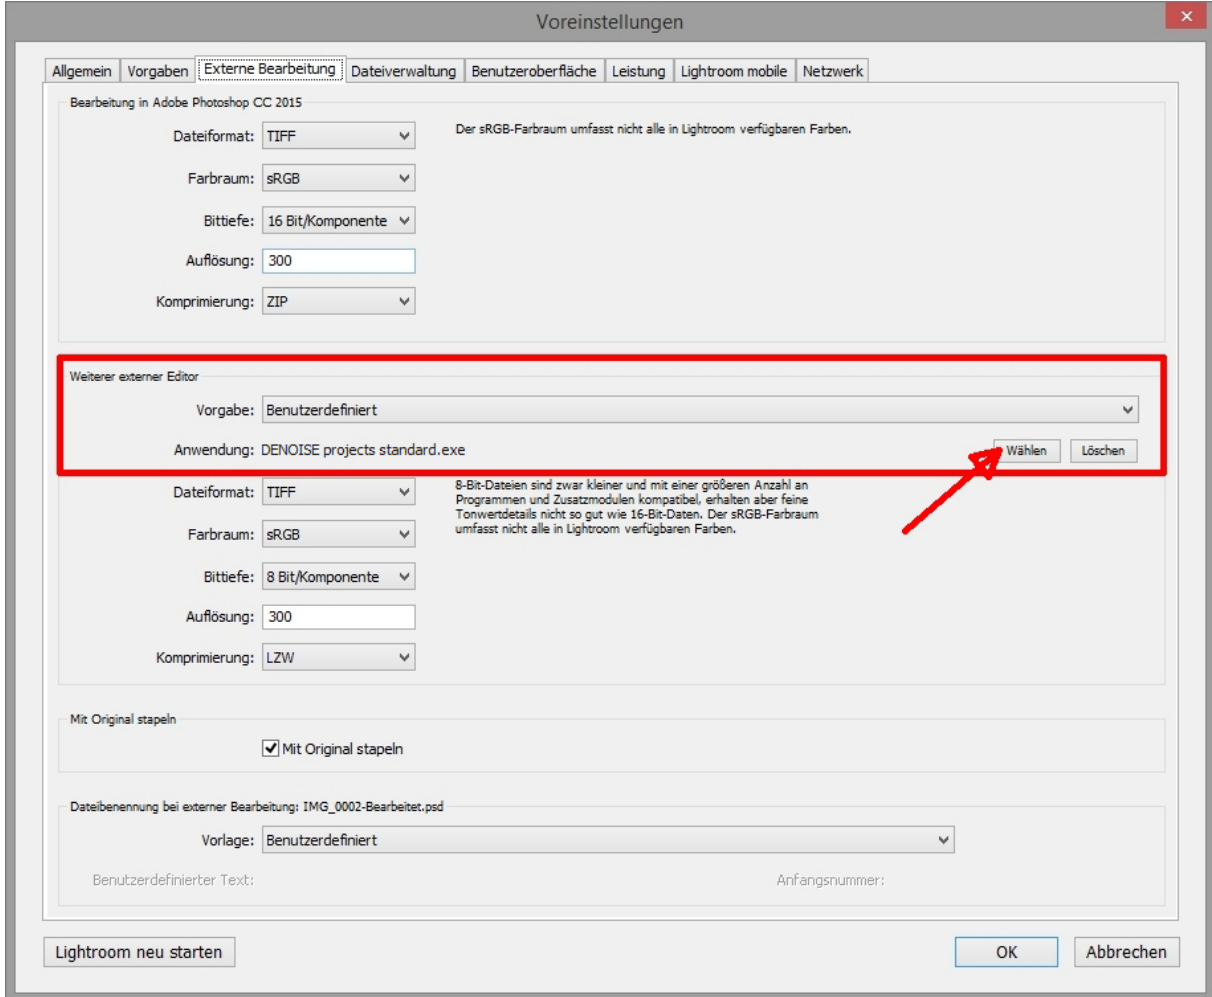 Voreinstellungen
Allgemein Vorgaben Externe Bearbeitung Dateiverwaltung Benutzeroberfläche Leistung Lightroom mobile Netzwerk
Bearbeitung in Adobe Photoshop CC 2015
Dateiformat: TIFF
Der sRGB-Farbraum umfasst nicht alle in Lightroom verfügbaren Farben.
Farbraum: sRGB
Bittiefe: 16 Bit/Komponente
Auflösung: 300
Komprimierung: ZIP
Weiterer externer Editor
Vorgabe: Benutzerdefiniert
Anwendung: DENOISE projects standard.exe Wählen Löschen
Dateiformat: TIFF
8-Bit-Dateien sind zwar kleiner und mit einer größeren Anzahl an
Programmen und Zusatzmodulen kompatibel, erhalten aber feine
Tonwertdetails nicht so gut wie 16-Bit-Daten. Der sRGB-Farbraum
umfasst nicht alle in Lightroom verfügbaren Farben.
Farbraum: sRGB
Bittiefe: 8 Bit/Komponente
Auflösung: 300
Komprimierung: LZW
Mit Original stapeln
Mit Original stapeln
Dateibenennung bei externer Bearbeitung: IMG_0002-Bearbeitet.psd
Vorlage: Benutzerdefiniert
Benutzerdefinierter Text: Anfangsnummer:
Lightroom neu starten OK Abbrechen